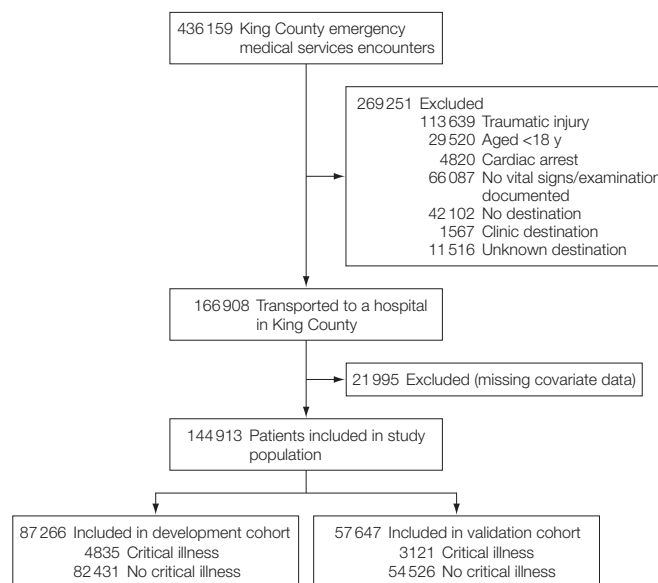 436 159 King County emergency
medical services encounters
269 251 Excluded
113 639 Traumatic injury
29 520 Aged <18 y
4820 Cardiac arrest
66 087 No vital signs/examination
documented
42 102 No destination
1567 Clinic destination
11 516 Unknown destination
166 908 Transported to a hospital
in King County
21 995 Excluded (missing covariate data)
144 913 Patients included in study
population
87 266 Included in development cohort
4835 Critical illness
82 431 No critical illness
57 647 Included in validation cohort
3121 Critical illness
54 526 No critical illness